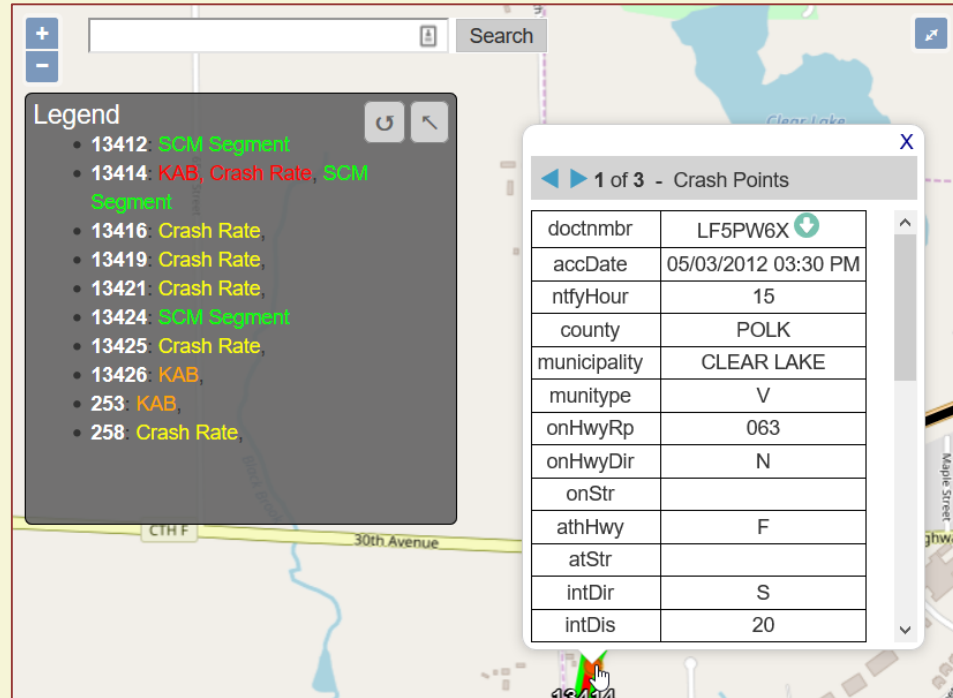 +
Search
−
Legend
13412: SCM Segment
13414: KAB, Crash Rate, SCM
Segment
13416: Crash Rate,
13419: Crash Rate,
13421: Crash Rate,
13424: SCM Segment
13425: Crash Rate,
13426: KAB,
253: KAB,
258: Crash Rate,
Clear Lake
X
1 of 3 - Crash Points
doctnmbr LF5PW6X
accDate 05/03/2012 03:30 PM
ntfyHour 15
county POLK
municipality CLEAR LAKE
munitype V
onHwyRp 063
onHwyDir N
onStr
athHwy F
atStr
intDir S
intDis 20
Maple Street
CTH F
30th Avenue
13414